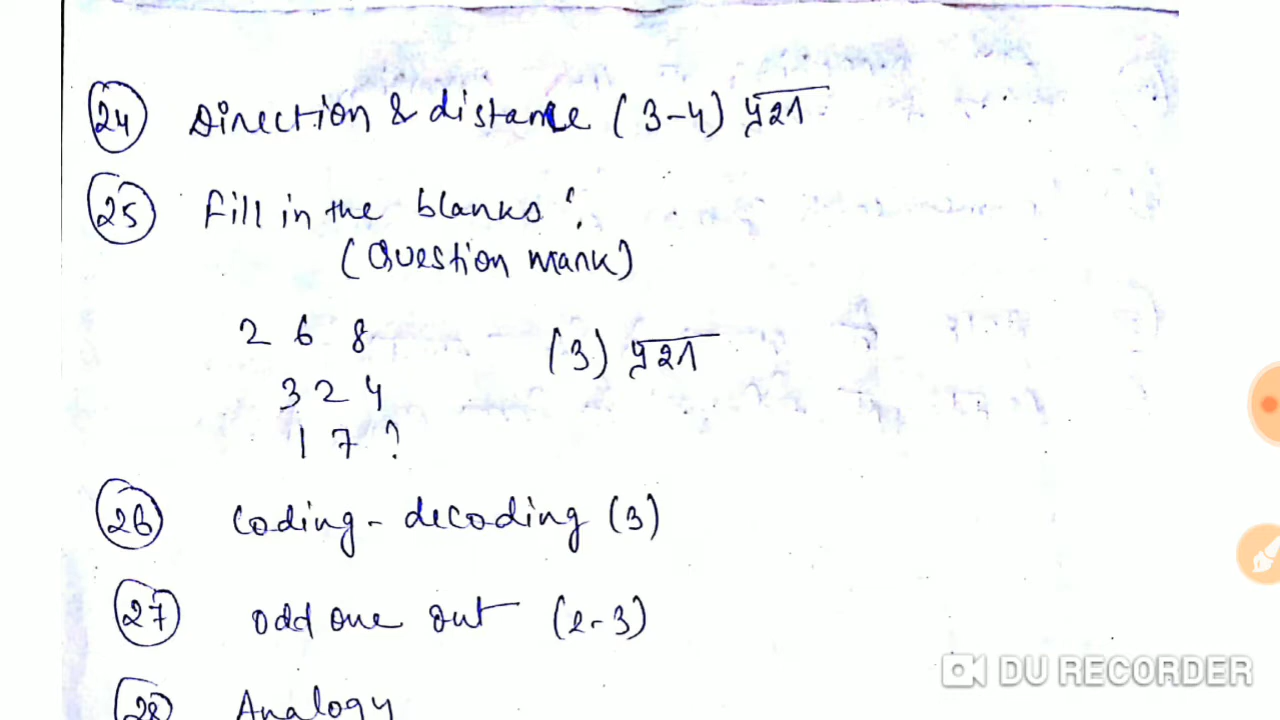 24 Direction & distance (3-4) प्रश्न
25 Fill in the blanks :
(Question mark)
2 6 8
(3) प्रश्न
3 2 4
1 7 ?
26 Coding - decoding (3)
27 odd one out (2-3)
28 Analogy
DU RECORDER